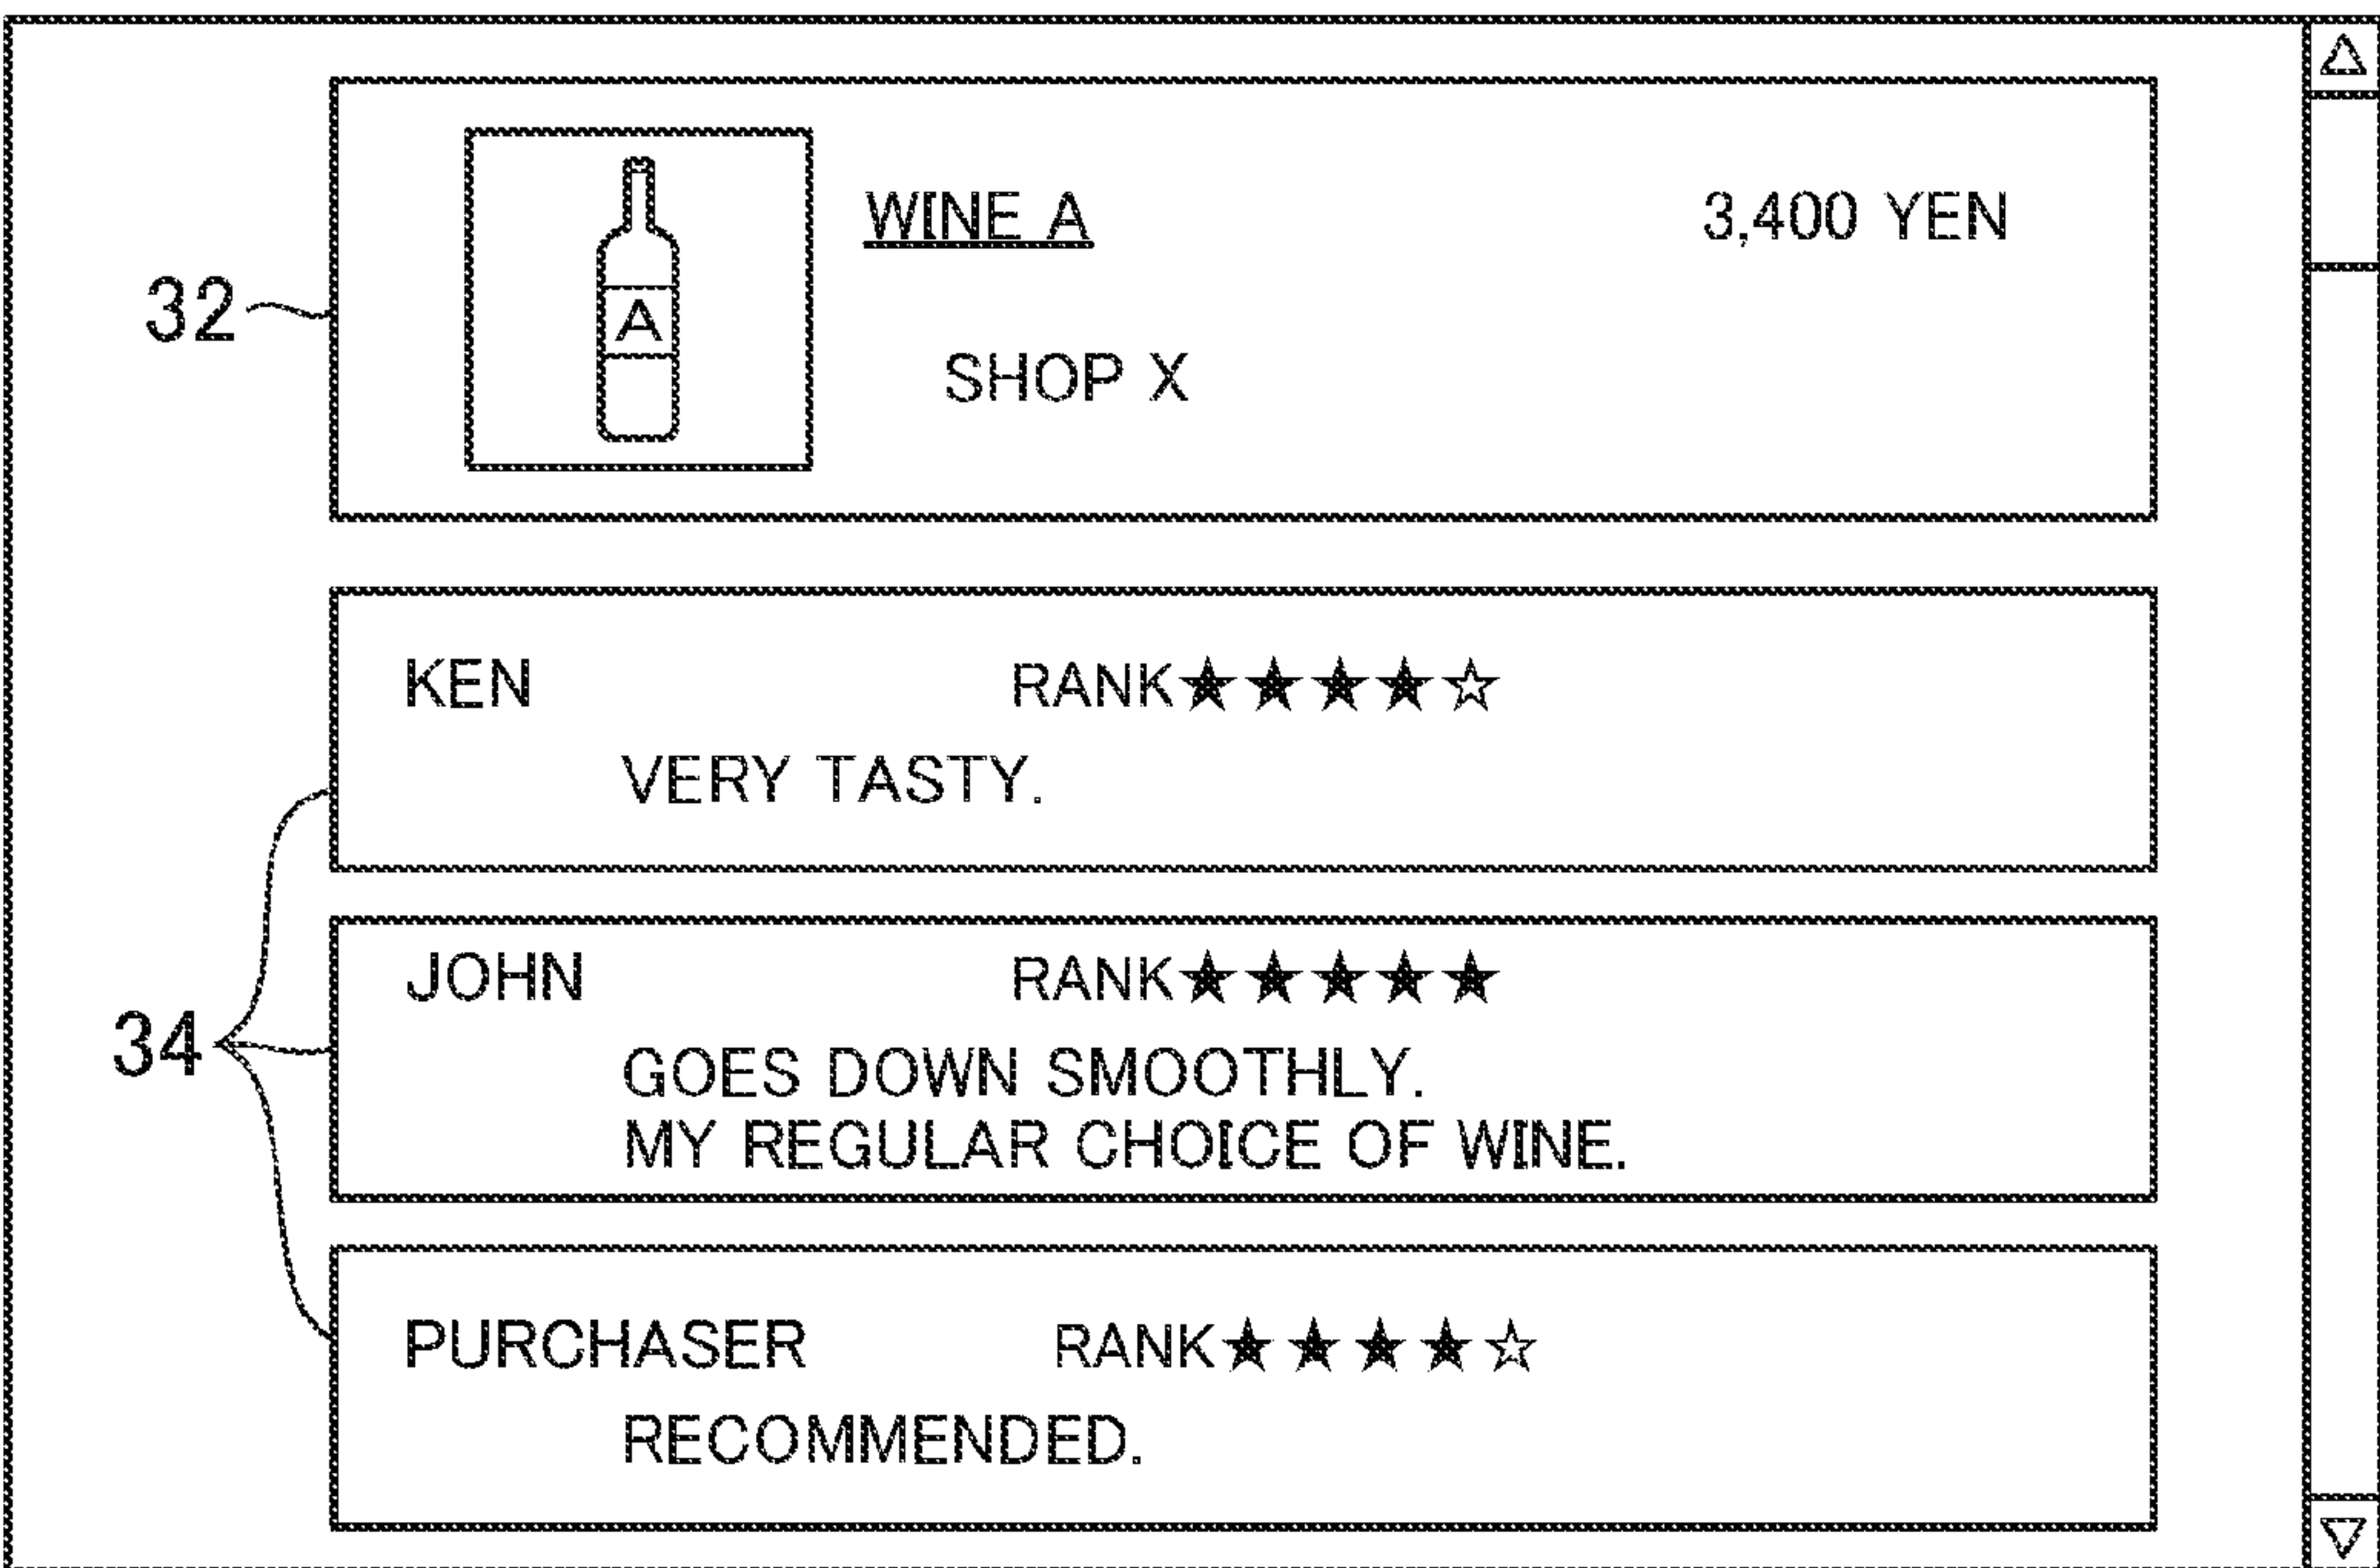 WINE A 3,400 YEN
32
A
SHOP X
KEN RANK★★★★☆
VERY TASTY.
JOHN RANK★★★★★
34
GOES DOWN SMOOTHLY.
MY REGULAR CHOICE OF WINE.
PURCHASER RANK★★★★☆
RECOMMENDED.